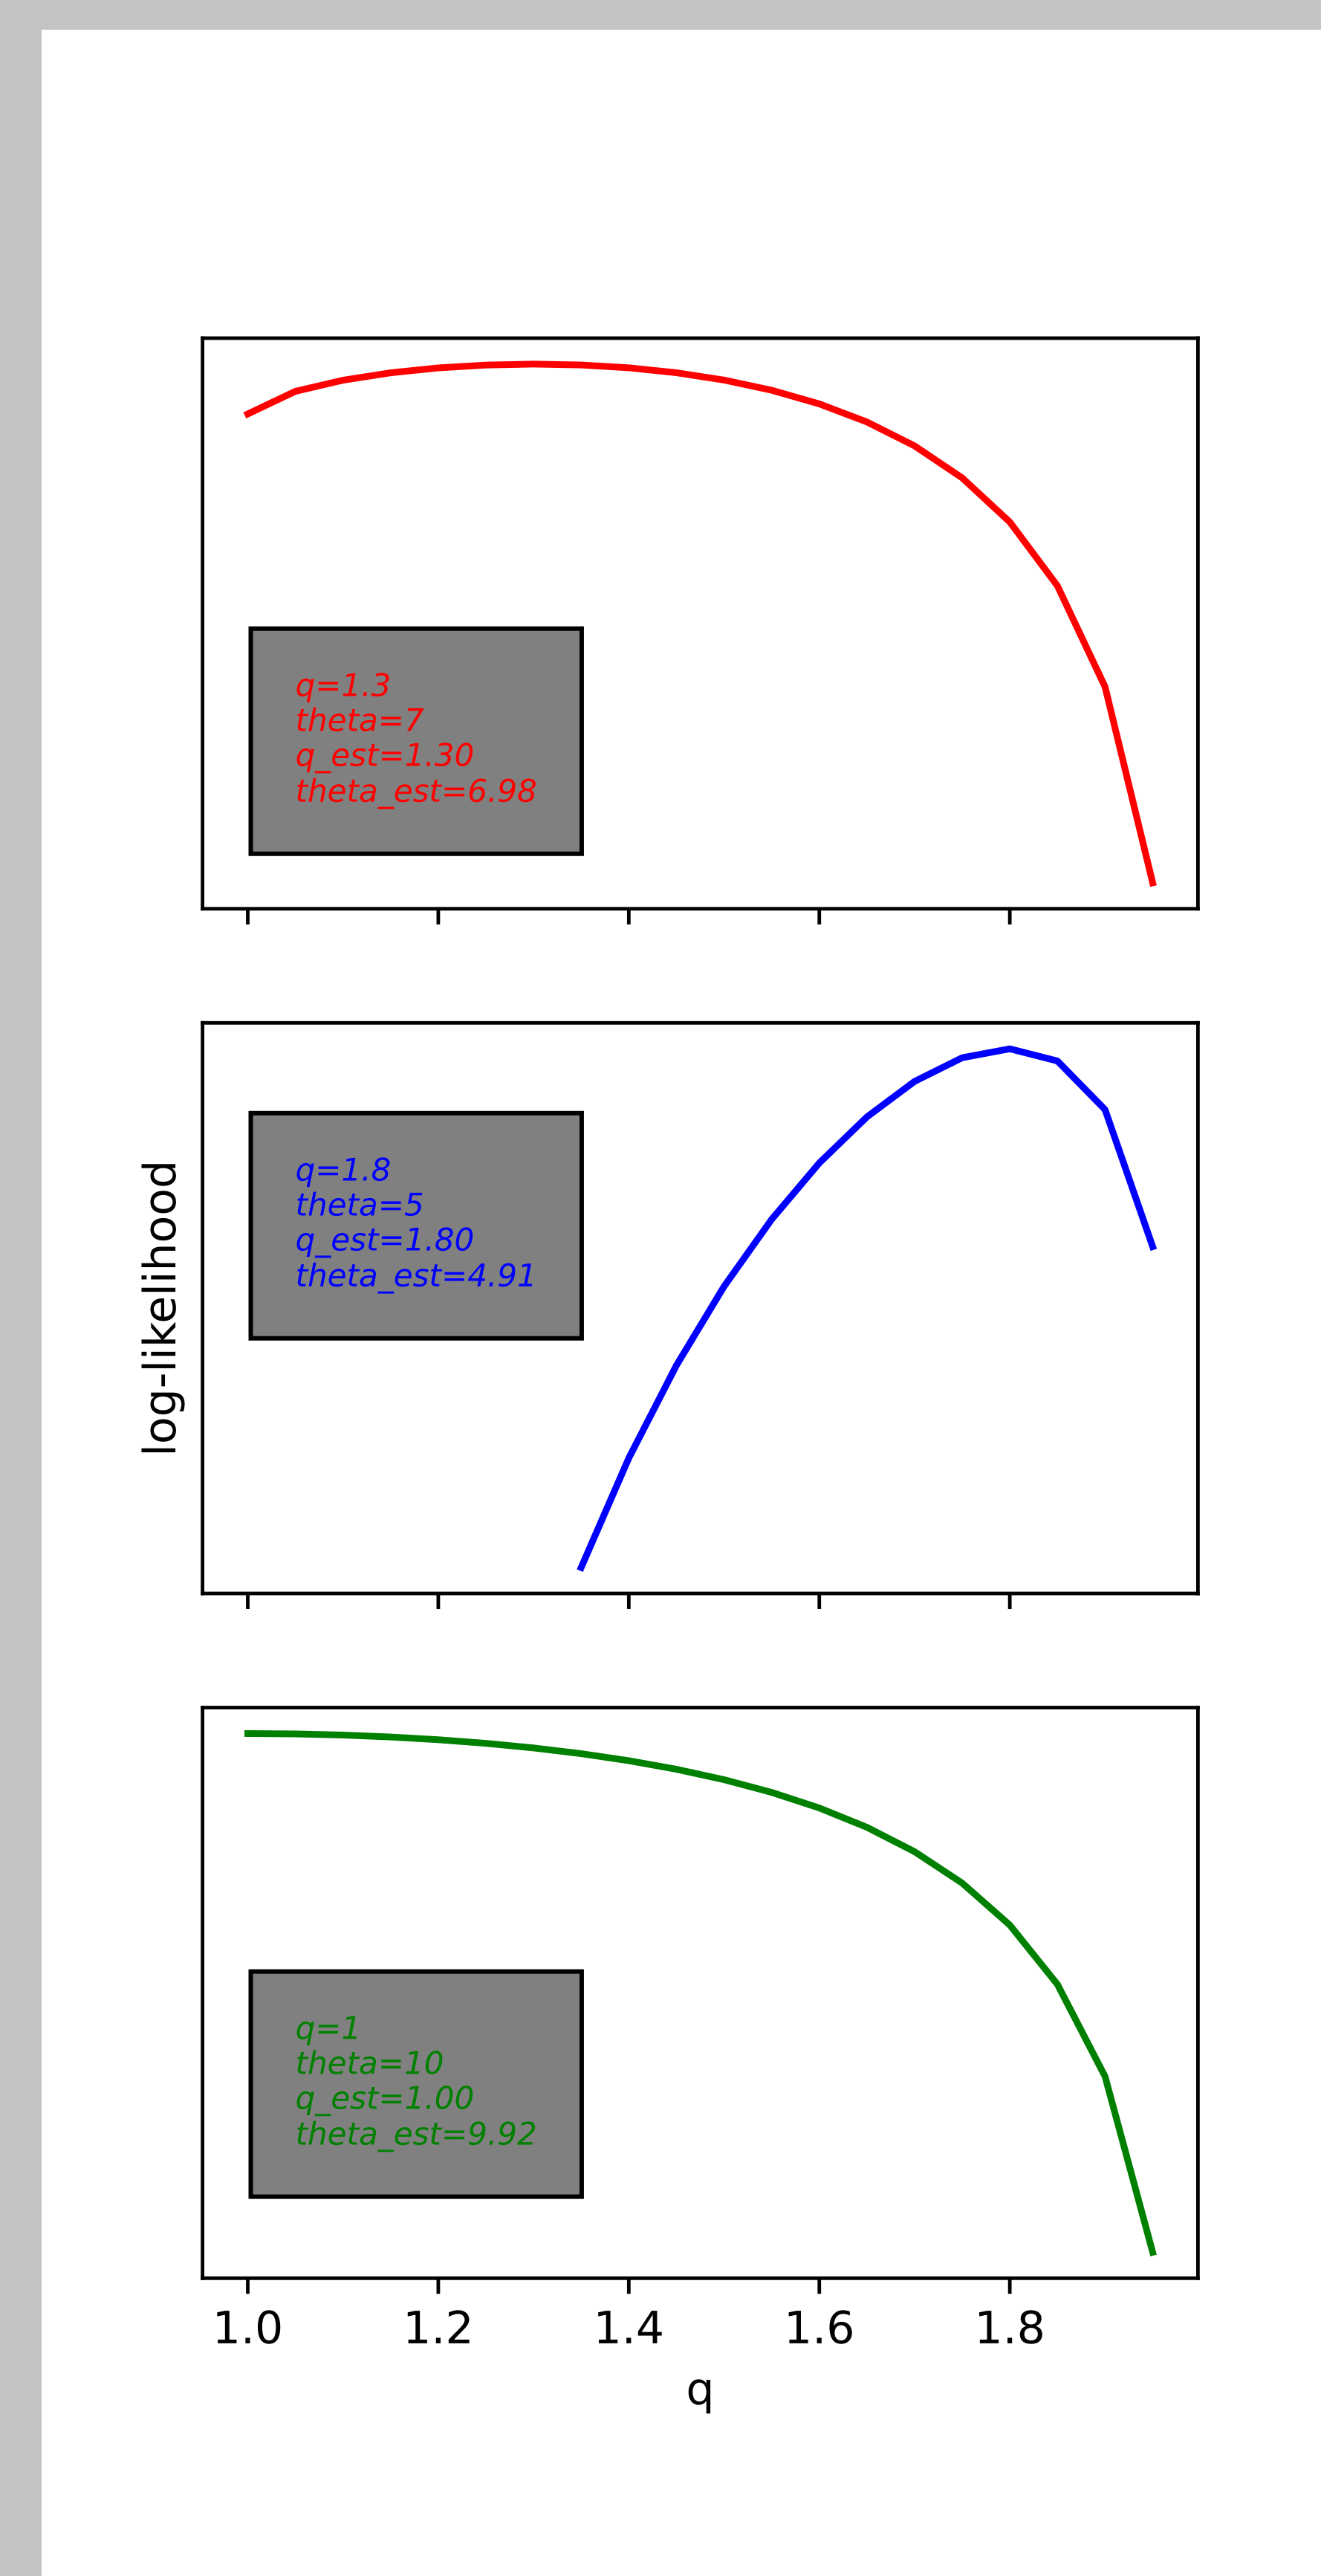 q=1.3
theta=7
q_est=1.30
theta_est=6.98
log-likelihood
q=1.8
theta=5
q_est=1.80
theta_est=4.91
q=1
theta=10
q_est=1.00
theta_est=9.92
1.0 1.2 1.4 1.6 1.8
q